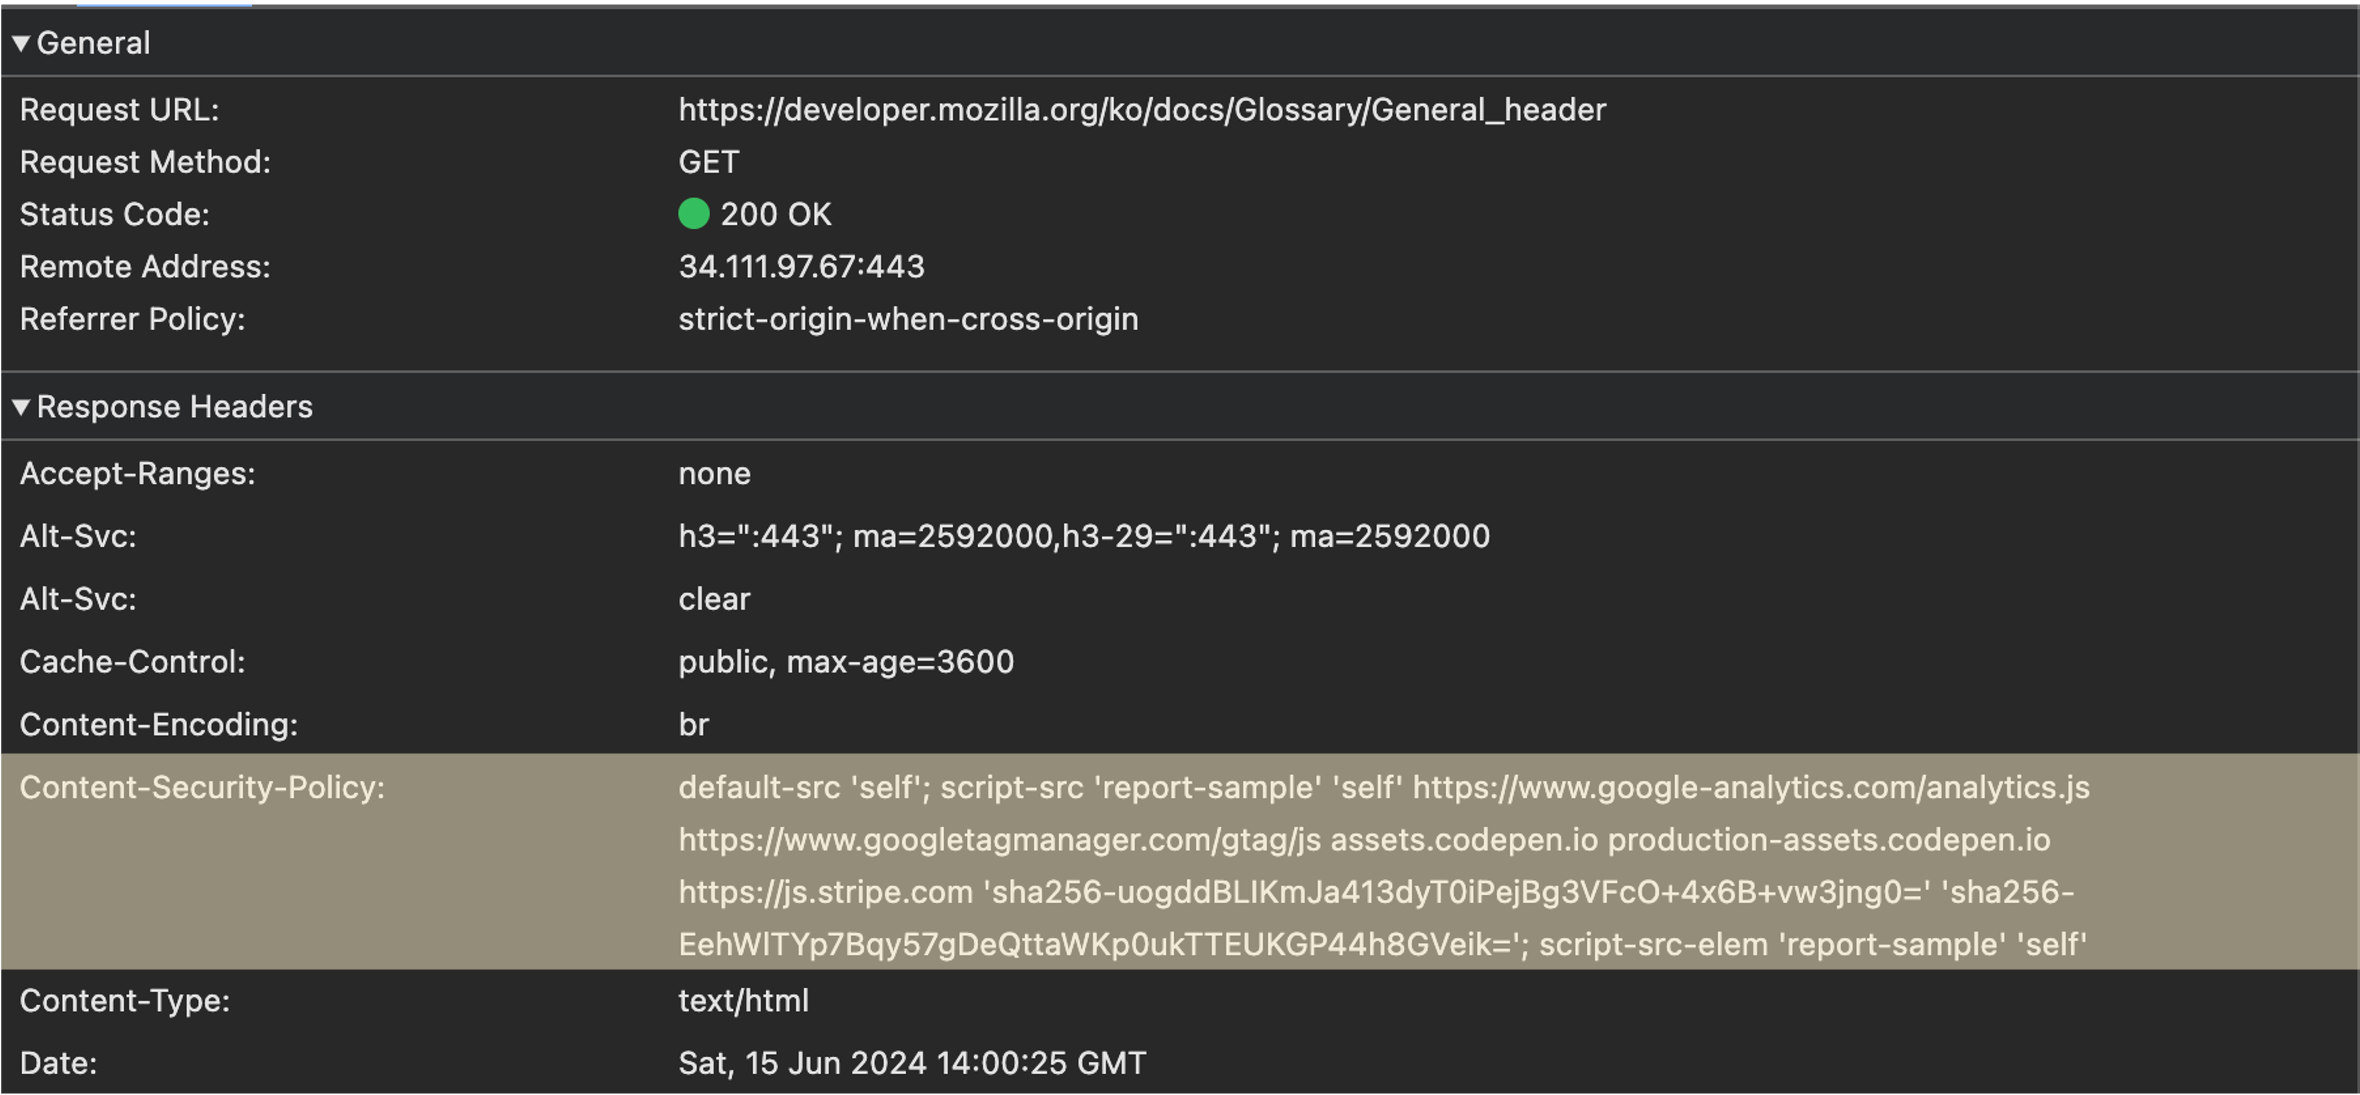 General
Request URL: https://developer.mozilla.org/ko/docs/Glossary/General_header
Request Method: GET
Status Code: 200 OK
Remote Address: 34.111.97.67:443
Referrer Policy: strict-origin-when-cross-origin
Response Headers
Accept-Ranges: none
Alt-Svc: h3=":443"; ma=2592000,h3-29=":443"; ma=2592000
Alt-Svc: clear
Cache-Control: public, max-age=3600
Content-Encoding: br
Content-Security-Policy: default-src 'self'; script-src 'report-sample' 'self' https://www.google-analytics.com/analytics.js
https://www.googletagmanager.com/gtag/js assets.codepen.io production-assets.codepen.io
https://js.stripe.com 'sha256-uogddBLIKmJa413dyT0iPejBg3VFcO+4x6B+vw3jng0=' 'sha256-
EehWlTYp7Bqy57gDeQttaWKp0ukTTEUKGP44h8GVeik='; script-src-elem 'report-sample' 'self'
Content-Type: text/html
Date: Sat, 15 Jun 2024 14:00:25 GMT